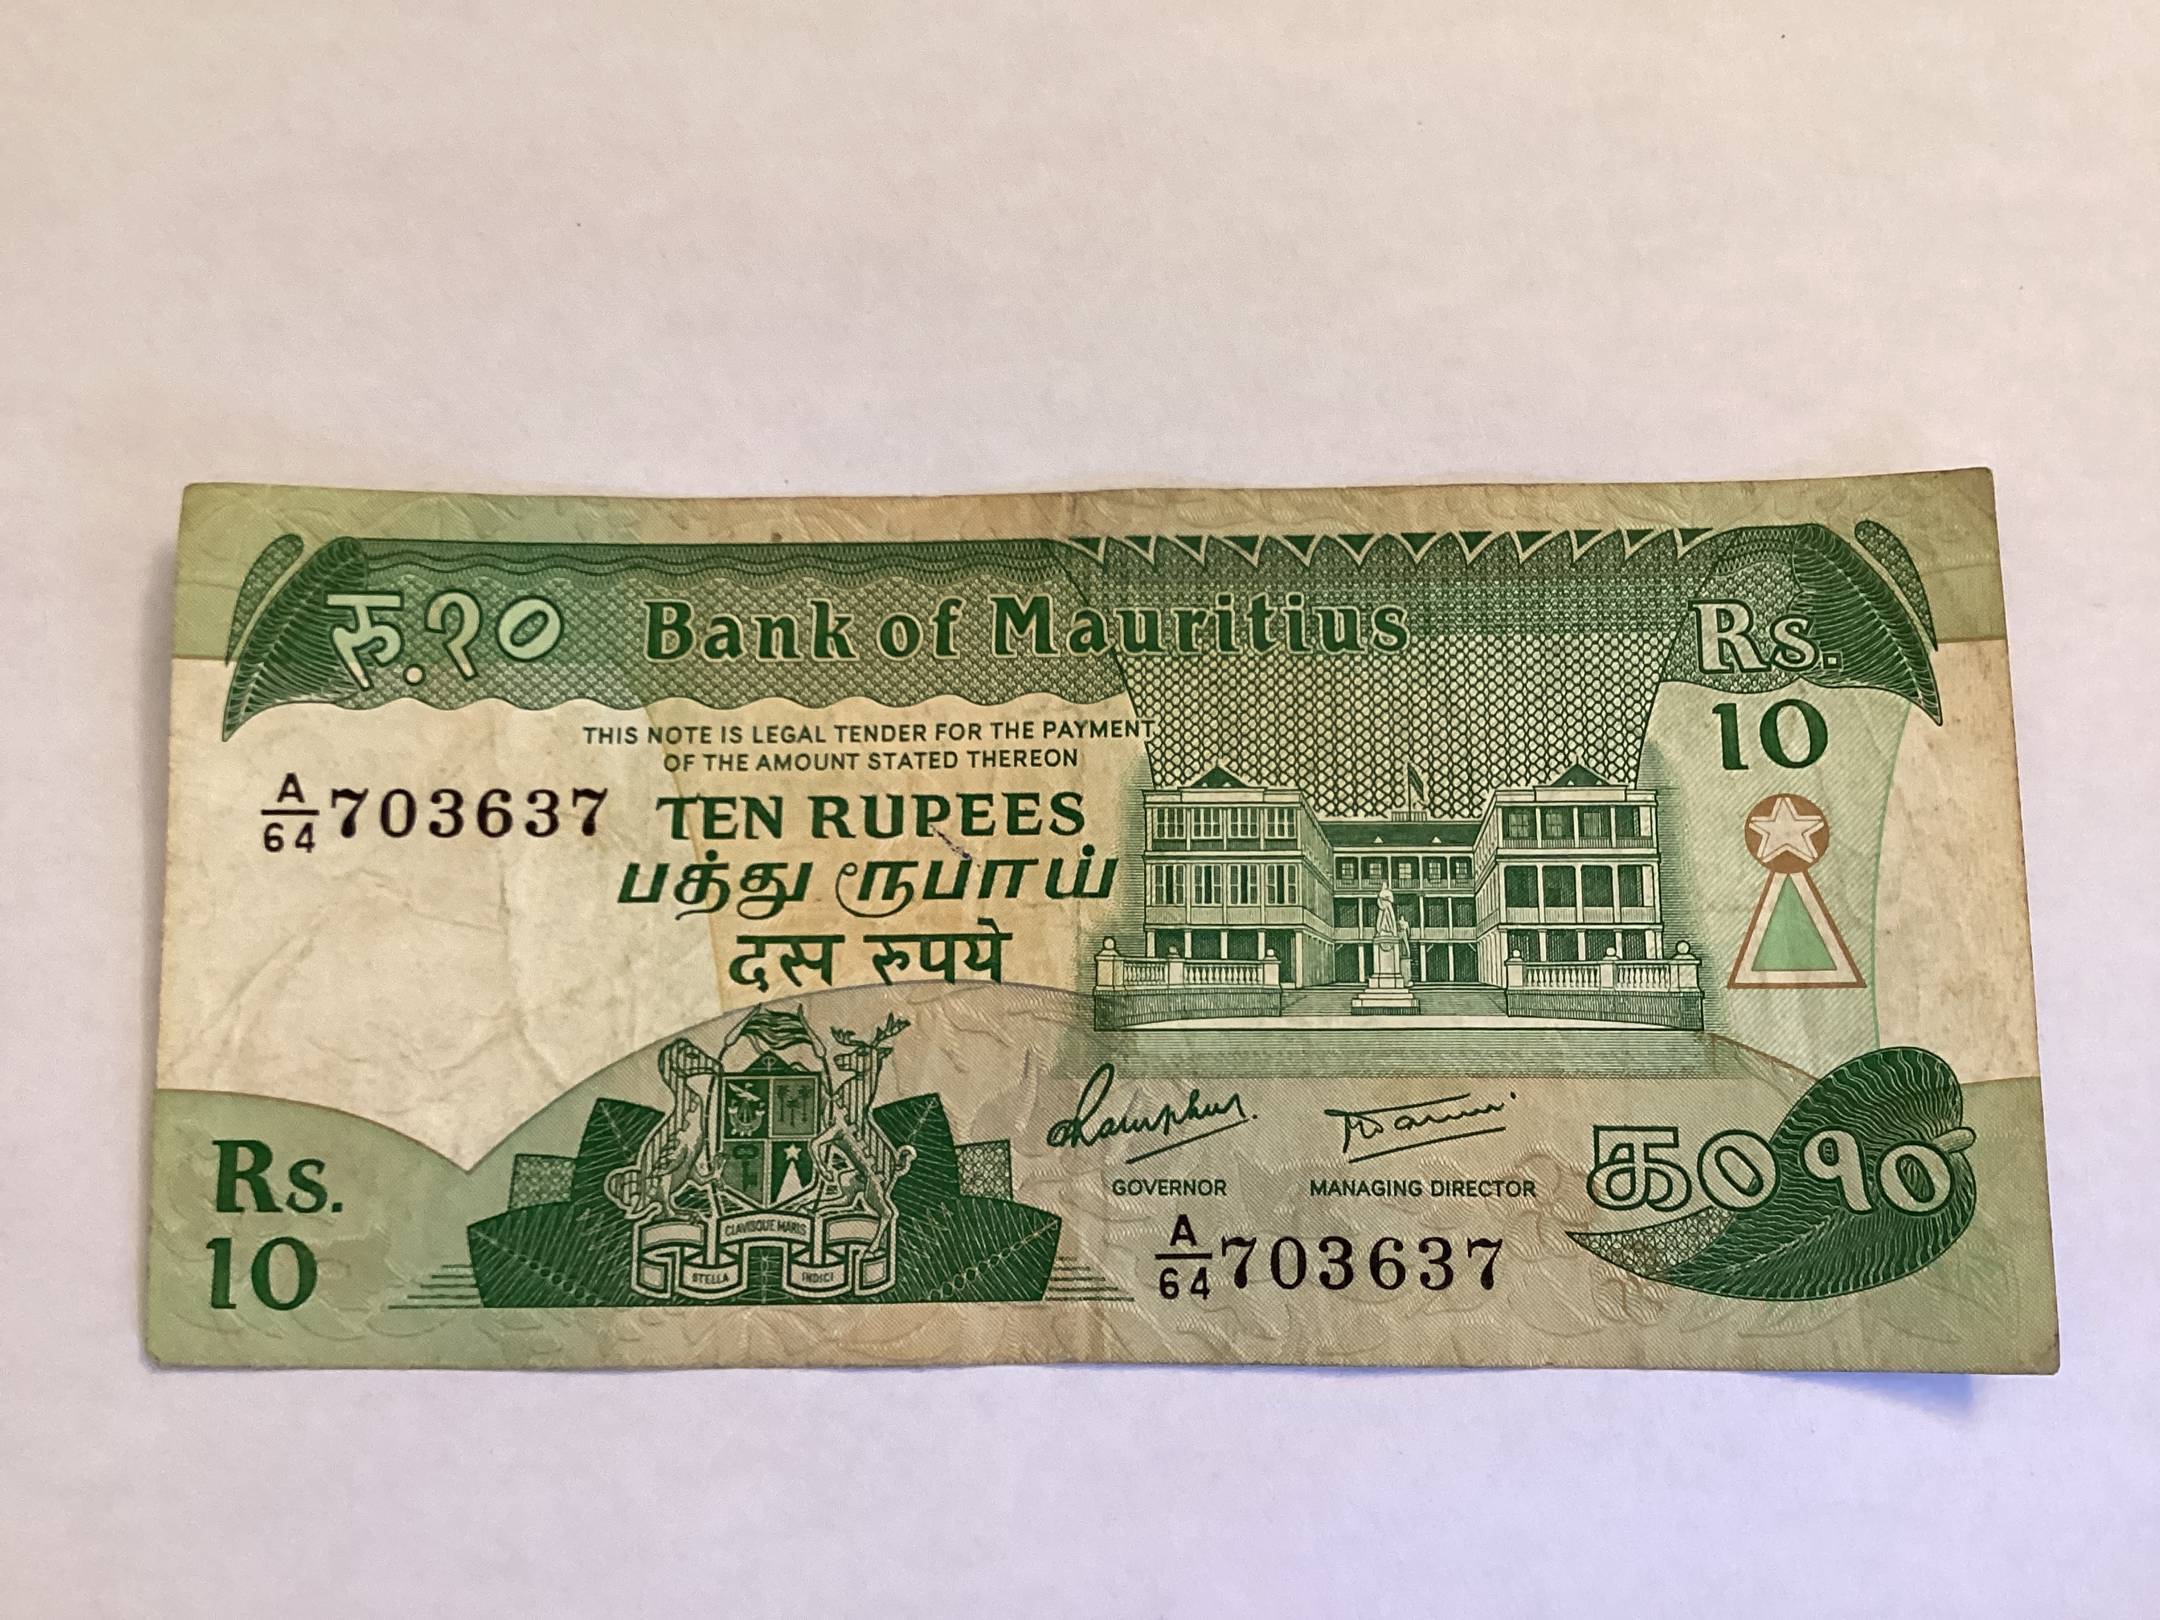 रु.१०
Bank of Mauritius
Rs.
10
THIS NOTE IS LEGAL TENDER FOR THE PAYMENT
OF THE AMOUNT STATED THEREON
A/64 703637
TEN RUPEES
பத்து ரூபாய்
दस रुपये
Rs.
10
CLAVISQUE MARIS
STELLA INDICI
GOVERNOR
MANAGING DIRECTOR
A/64 703637
௧௦ १०